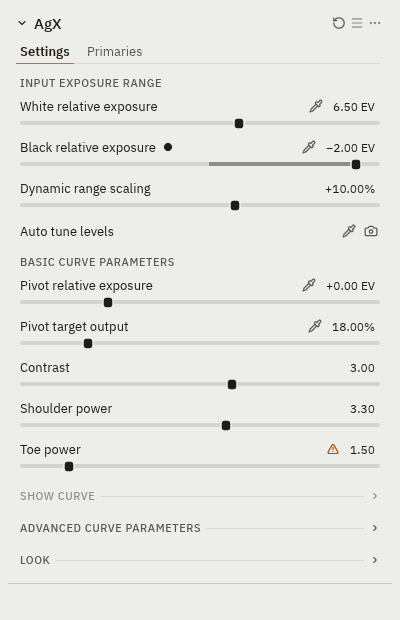 AgX
Settings Primaries
INPUT EXPOSURE RANGE
White relative exposure 6.50 EV
Black relative exposure −2.00 EV
Dynamic range scaling +10.00%
Auto tune levels
BASIC CURVE PARAMETERS
Pivot relative exposure +0.00 EV
Pivot target output 18.00%
Contrast 3.00
Shoulder power 3.30
Toe power 1.50
SHOW CURVE
ADVANCED CURVE PARAMETERS
LOOK